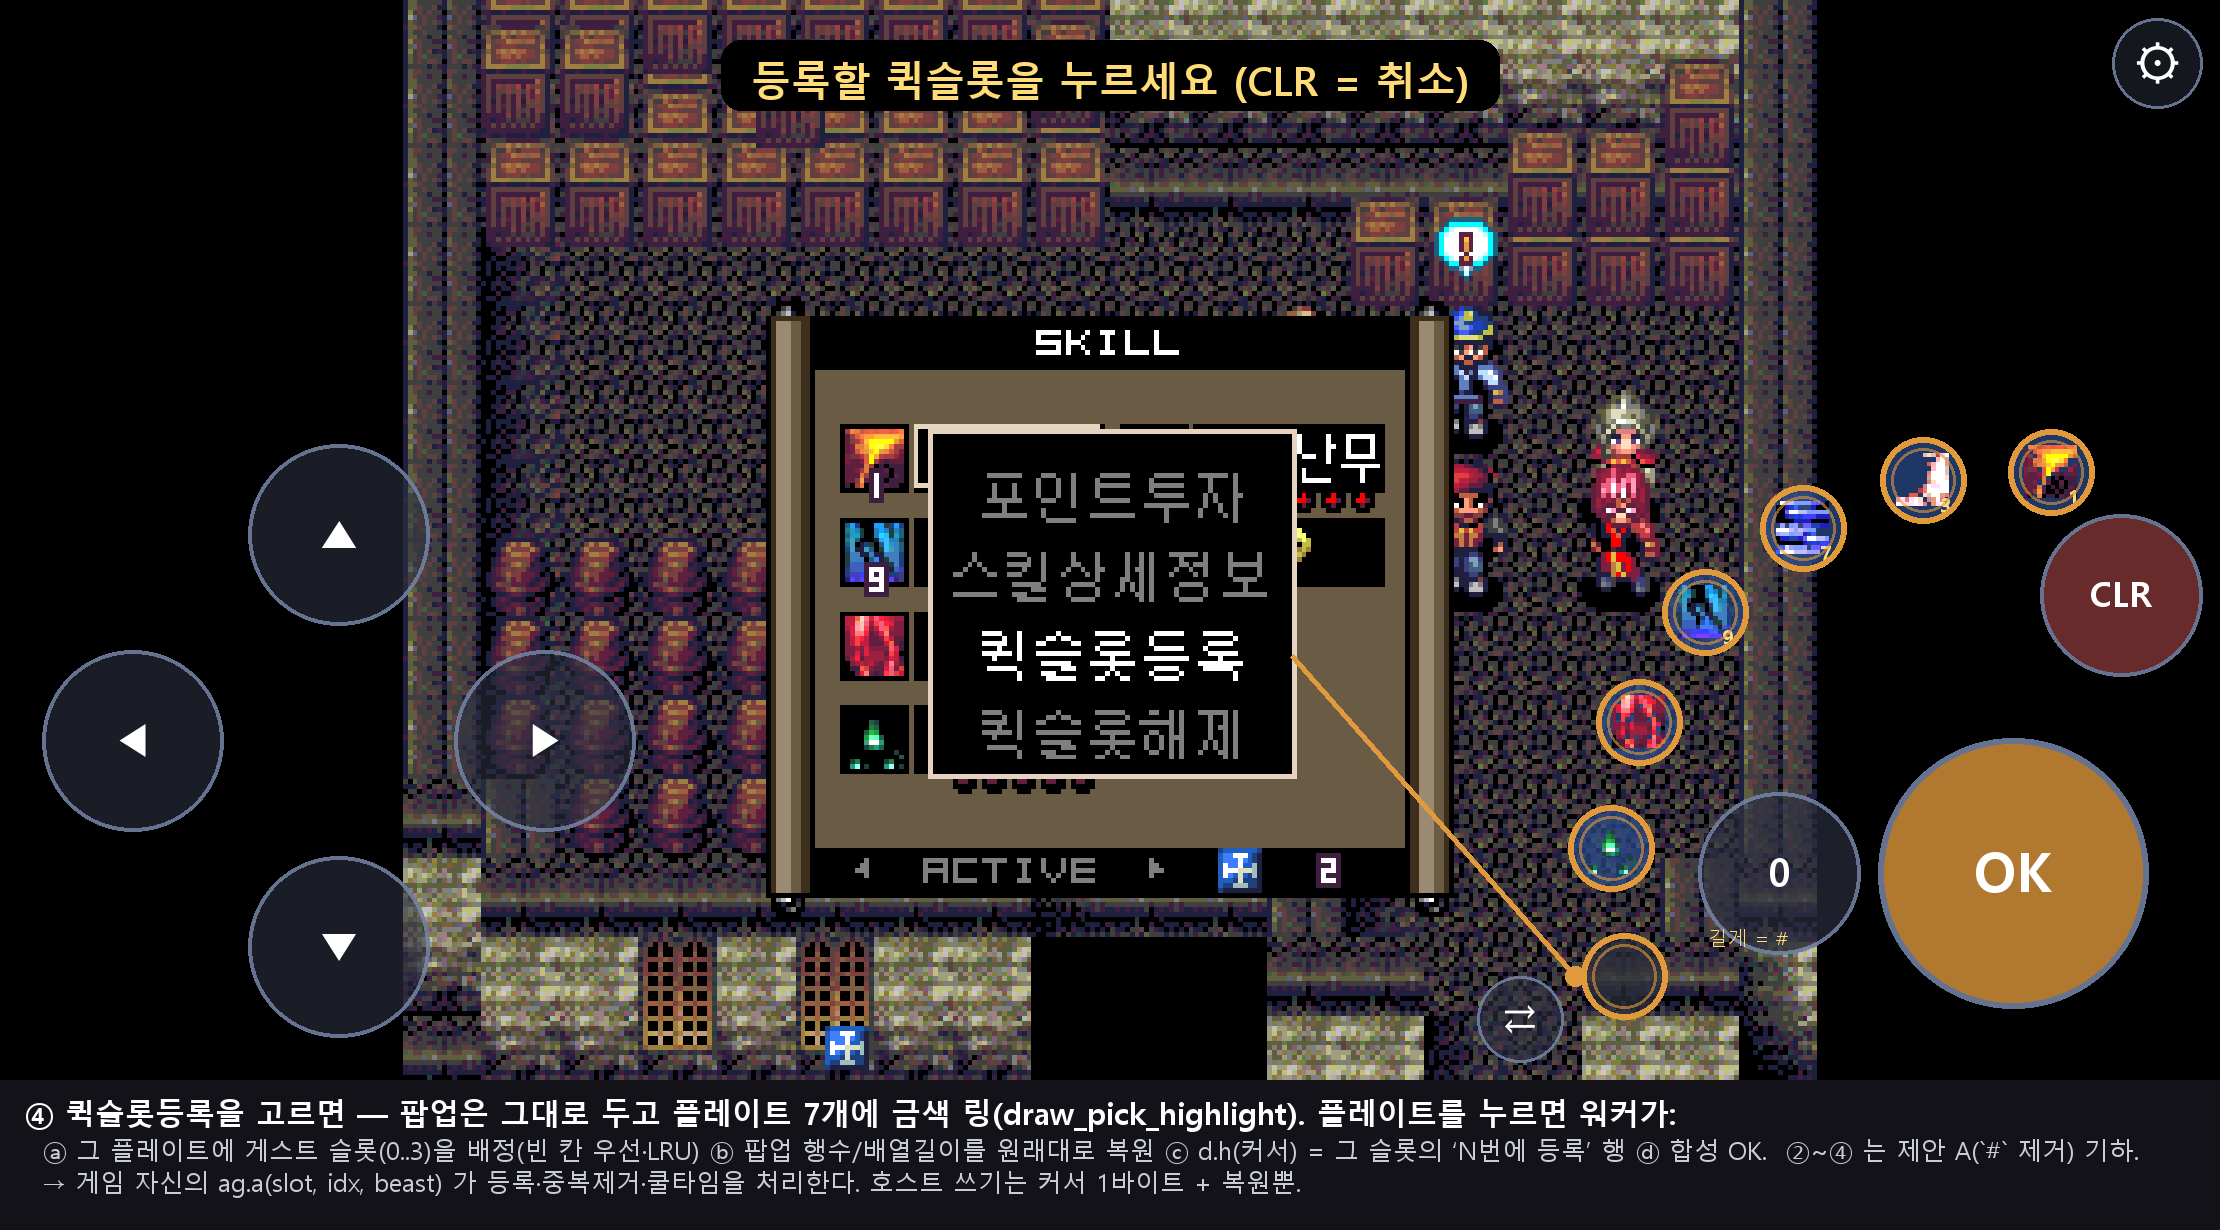 등록할 퀵슬롯을 누르세요 (CLR = 취소)
SKILL
난무
1
포인트투자
9
스킬상세정보
퀵슬롯등록
퀵슬롯해제
ACTIVE
2
1
5
7
9
CLR
0
길게 = #
OK
④ 퀵슬롯등록을 고르면 — 팝업은 그대로 두고 플레이트 7개에 금색 링(draw_pick_highlight). 플레이트를 누르면 워커가:
ⓐ 그 플레이트에 게스트 슬롯(0..3)을 배정(빈 칸 우선·LRU) ⓑ 팝업 행수/배열길이를 원래대로 복원 ⓒ d.h(커서) = 그 슬롯의 ‘N번에 등록’ 행 ⓓ 합성 OK. ②~④ 는 제안 A(`#` 제거) 기하.
→ 게임 자신의 ag.a(slot, idx, beast) 가 등록·중복제거·쿨타임을 처리한다. 호스트 쓰기는 커서 1바이트 + 복원뿐.